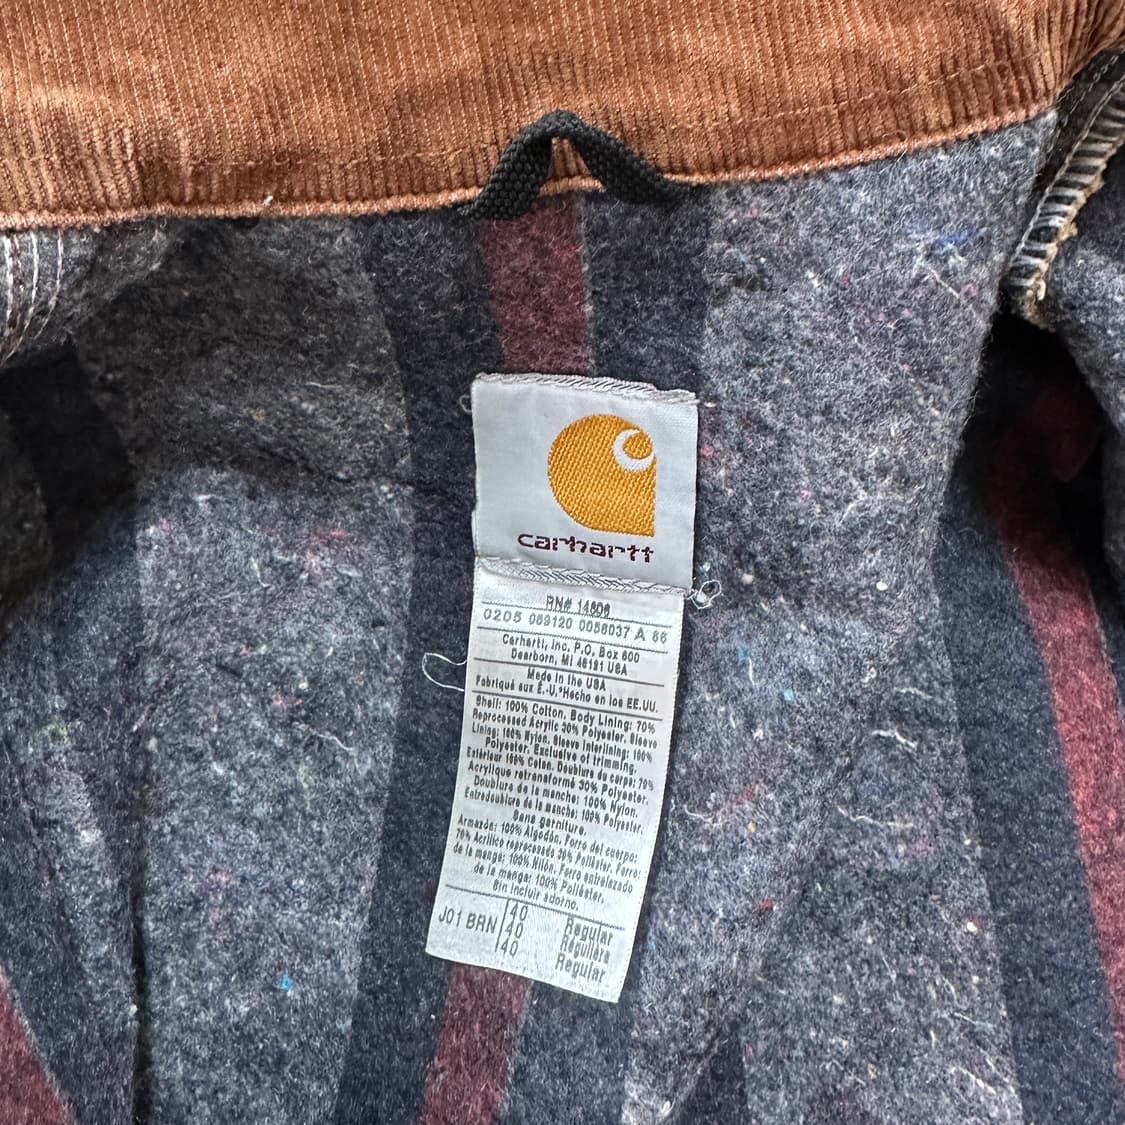 carhartt
RN# 14806
0205 069120 0056037 A 86
Carhartt, Inc. P.O. Box 600
Dearborn, MI 48121 USA
Made in the USA
Fabriqué aux É.-U.*Hecho en los EE.UU.
Shell: 100% Cotton. Body Lining: 70%
Reprocessed Acrylic 30% Polyester. Sleeve
Lining: 100% Nylon. Sleeve Interlining: 100%
Polyester. Exclusive of trimming.
Extérieur 100% Coton. Doublure du corps: 70%
Acrylique retransformé 30% Polyester.
Doublure de la manche: 100% Nylon.
Entredoublure de la manche: 100% Polyester.
Sans garniture.
Armazón: 100% Algodón. Forro del cuerpo:
70% Acrílico reprocesado 30% Poliéster. Forro:
de la manga: 100% Nilón. Forro entrelazado
de la manga: 100% Poliéster.
Sin incluir adorno.
J01 BRN
40 Regular
40 Régulière
40 Regular